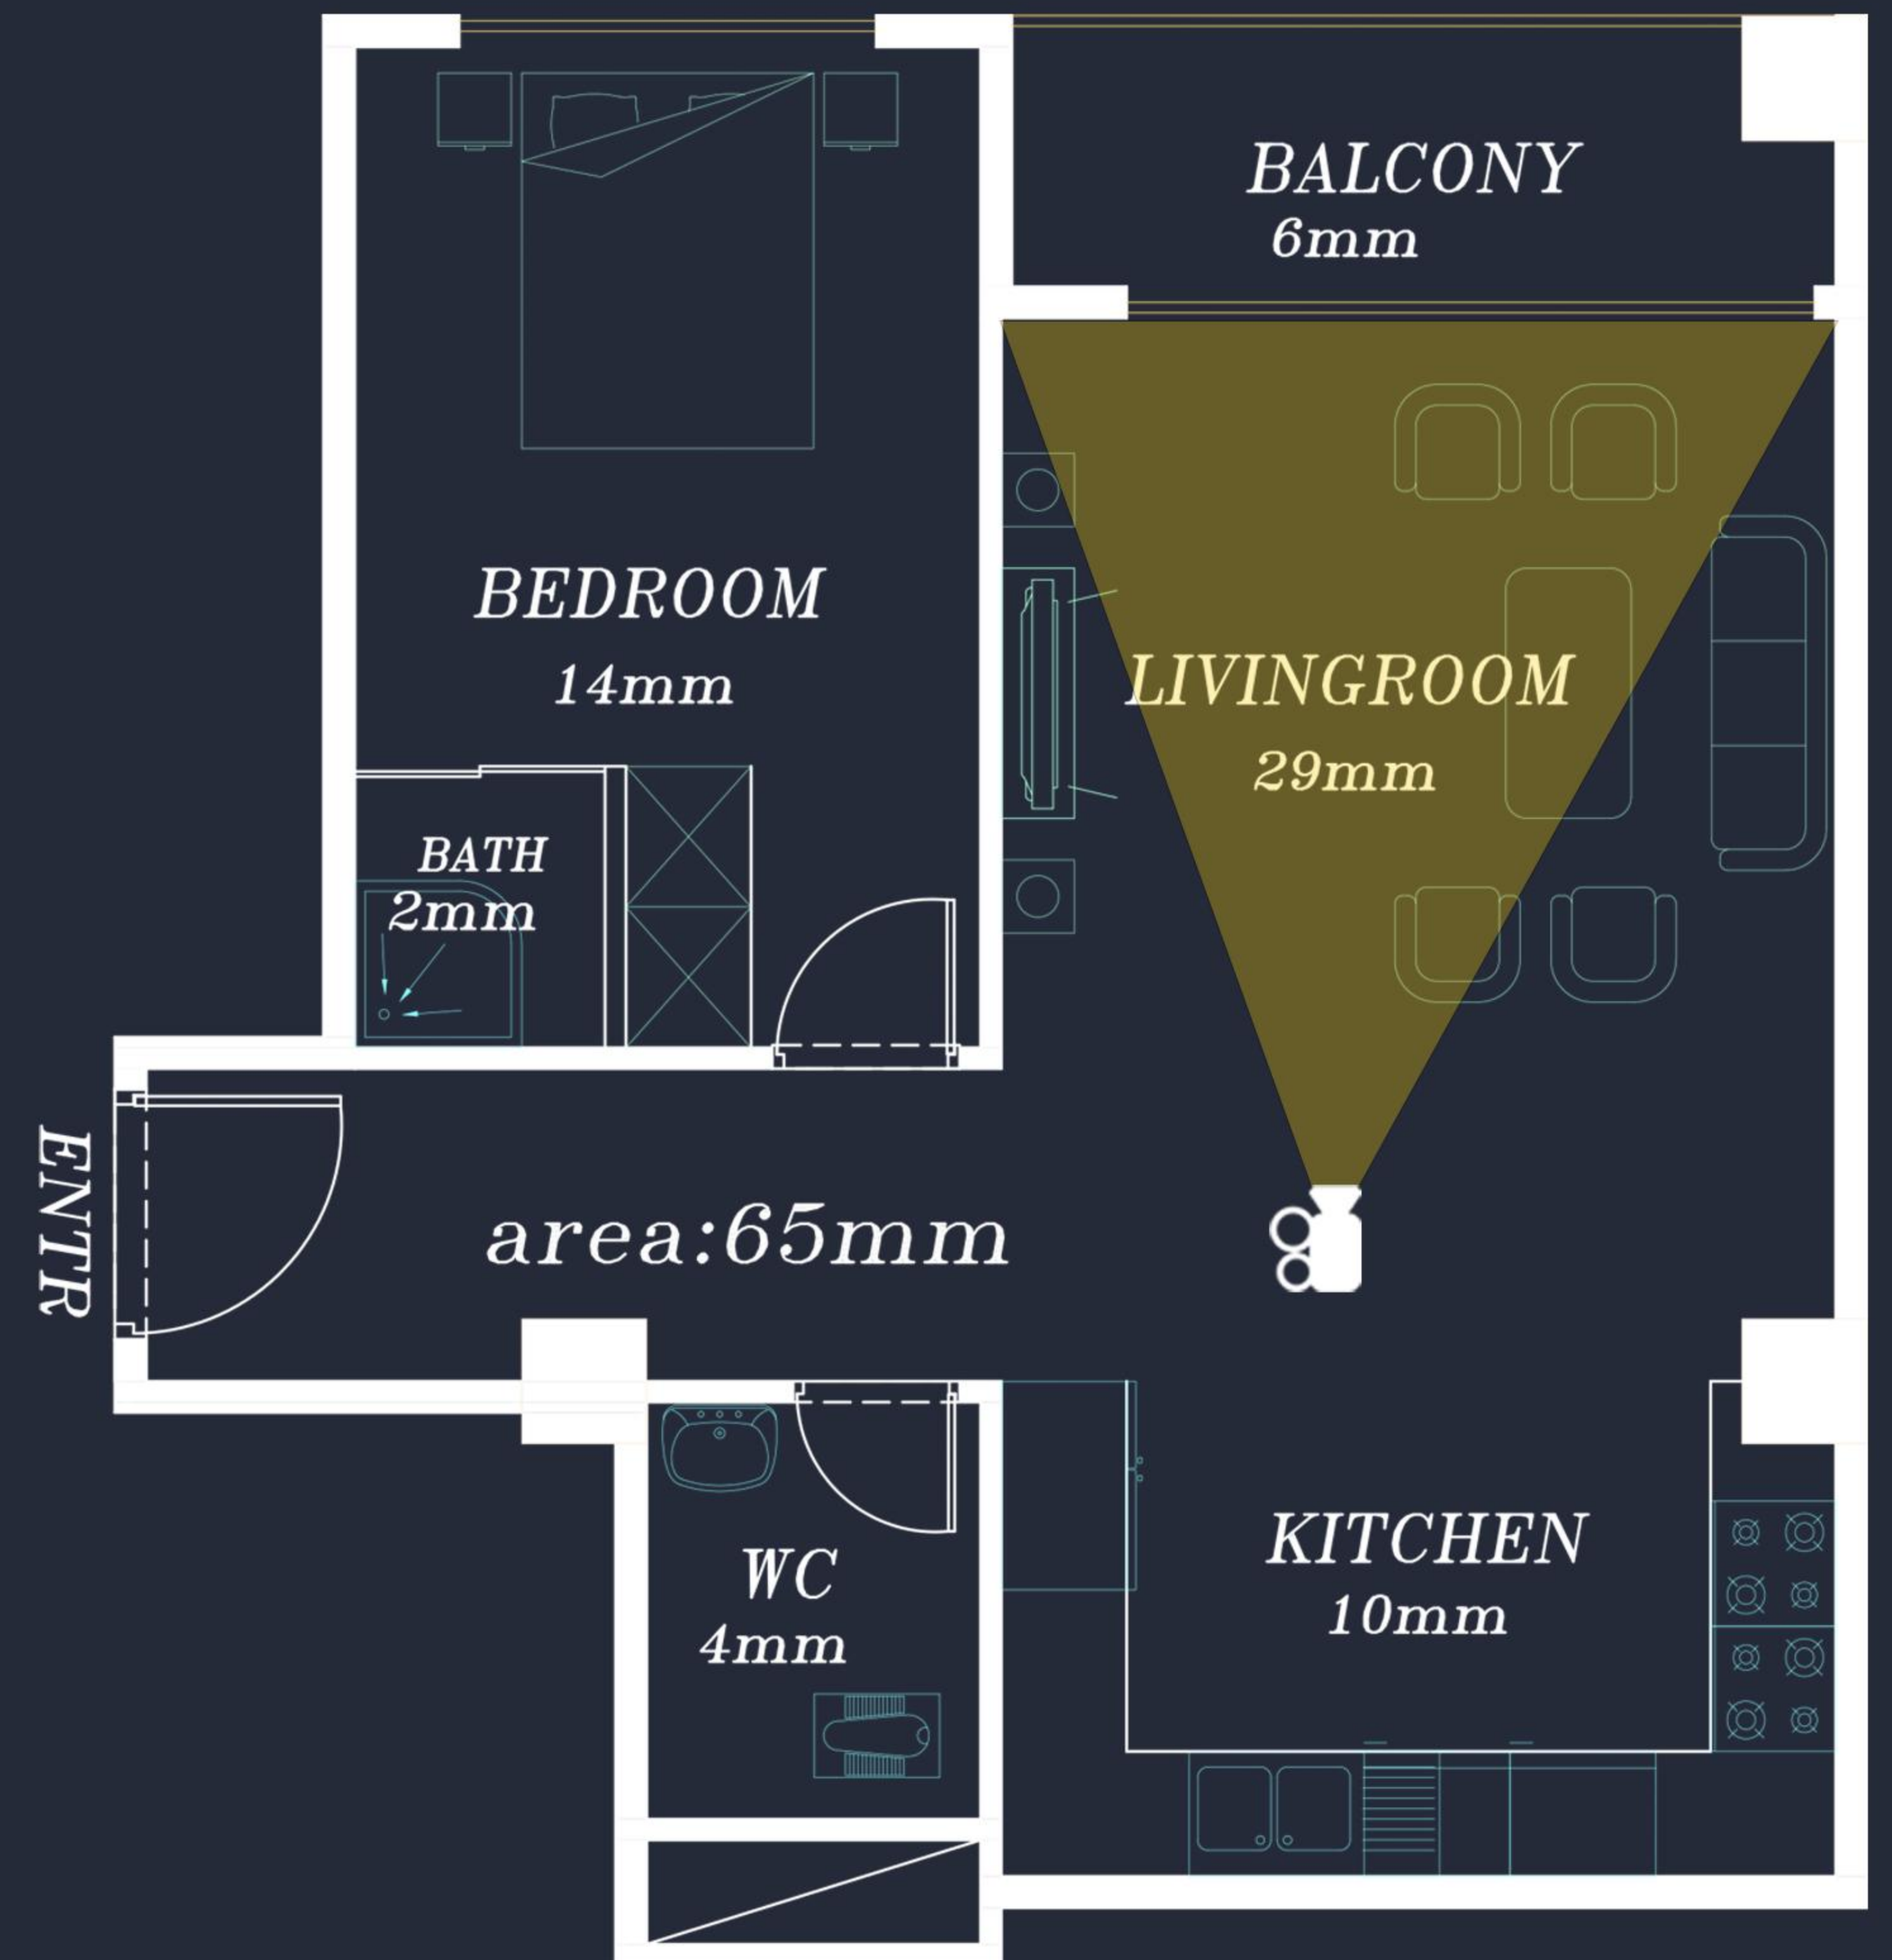 BALCONY
6mm
BEDROOM
14mm
LIVINGROOM
29mm
BATH
2mm
ENTR
area:65mm
KITCHEN
10mm
WC
4mm